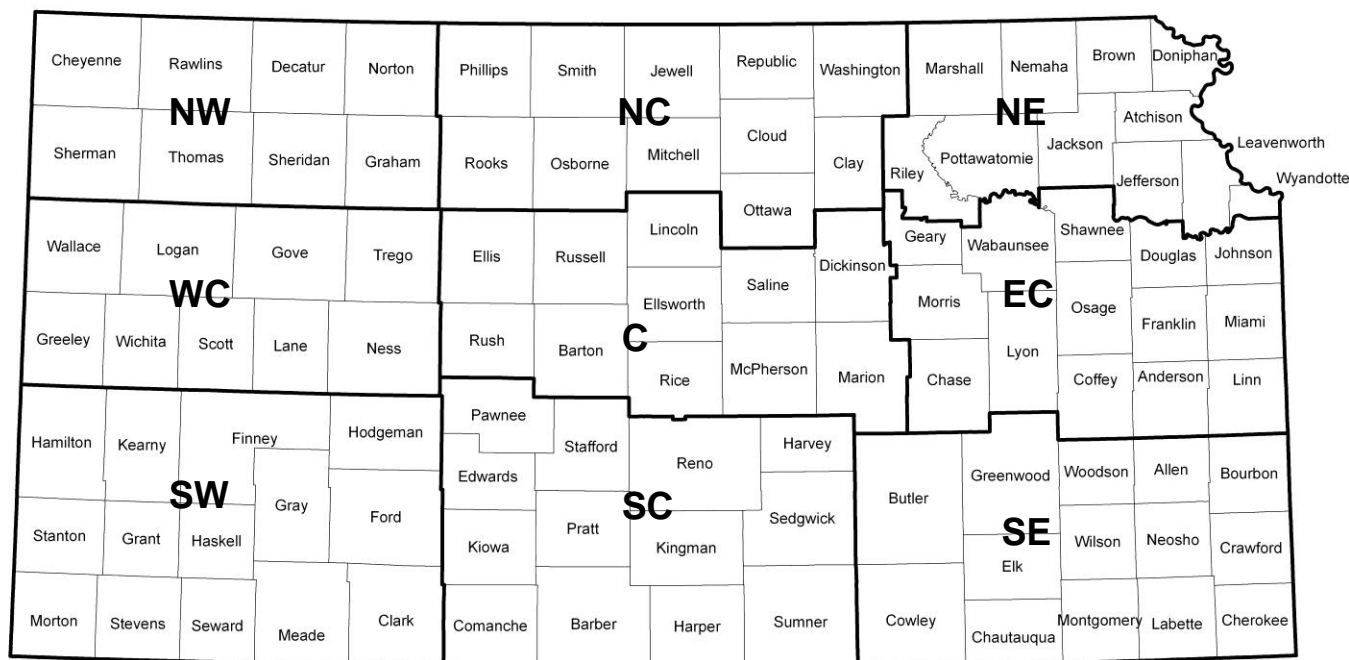 Cheyenne Rawlins Decatur Norton Phillips Smith Jewell Republic Washington Marshall Nemaha Brown Doniphan
NW NC NE
Sherman Thomas Sheridan Graham Rooks Osborne Mitchell Cloud Clay Riley Pottawatomie Jackson Atchison Leavenworth
Jefferson Wyandotte
Ottawa
Wallace Logan Gove Trego Ellis Russell Lincoln Saline Dickinson Geary Wabaunsee Shawnee Douglas Johnson
WC C EC
Greeley Wichita Scott Lane Ness Rush Barton Ellsworth Morris Osage Franklin Miami
Rice McPherson Marion Chase Lyon Coffey Anderson Linn
Hamilton Kearny Finney Hodgeman Pawnee Stafford Reno Harvey
Edwards Butler Greenwood Woodson Allen Bourbon
SW SC SE
Stanton Grant Haskell Gray Ford Kiowa Pratt Kingman Sedgwick Elk Wilson Neosho Crawford
Morton Stevens Seward Meade Clark Comanche Barber Harper Sumner Cowley Chautauqua Montgomery Labette Cherokee